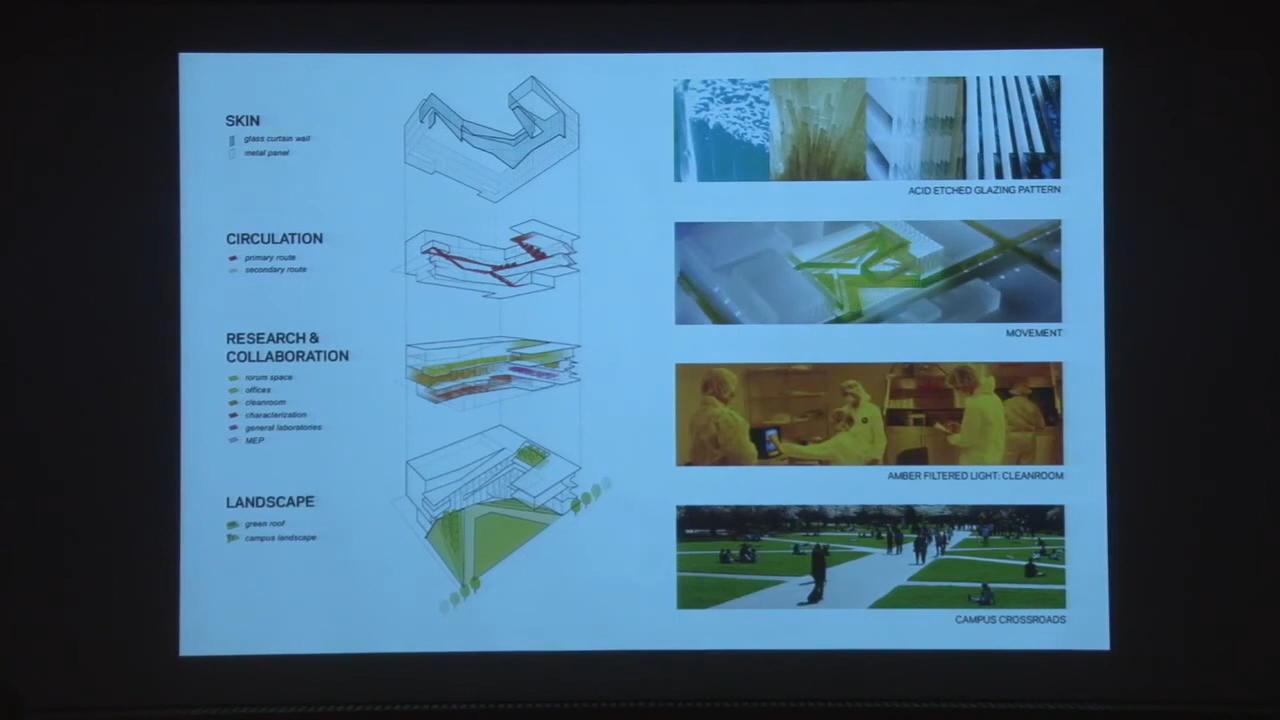 SKIN
glass curtain wall
metal panel
CIRCULATION
primary route
secondary route
RESEARCH &
COLLABORATION
forum space
offices
cleanroom
characterization
general laboratories
MEP
LANDSCAPE
green roof
campus landscape
ACID ETCHED GLAZING PATTERN
MOVEMENT
AMBER FILTERED LIGHT: CLEANROOM
CAMPUS CROSSROADS